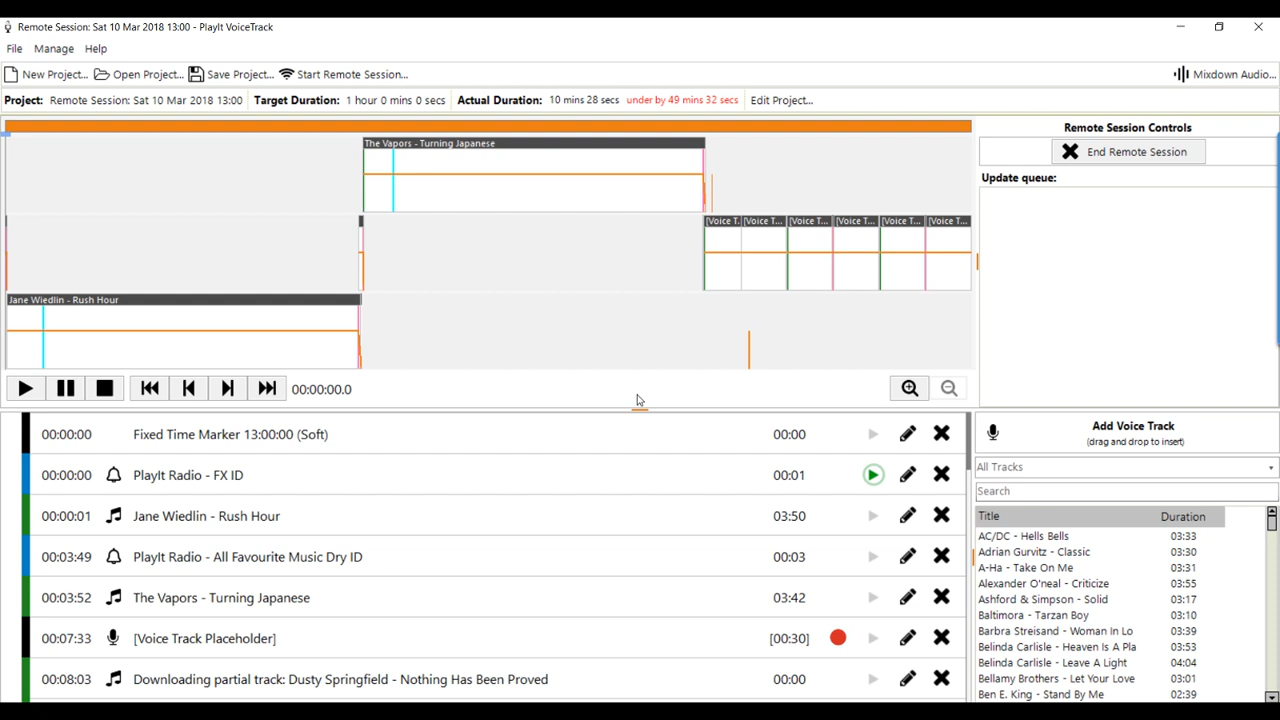 Remote Session: Sat 10 Mar 2018 13:00 - PlayIt VoiceTrack
File Manage Help
New Project... Open Project... Save Project... Start Remote Session... Mixdown Audio...
Project: Remote Session: Sat 10 Mar 2018 13:00 Target Duration: 1 hour 0 mins 0 secs Actual Duration: 10 mins 28 secs under by 49 mins 32 secs Edit Project...
Remote Session Controls
End Remote Session
Update queue:
The Vapors - Turning Japanese
[Voice T. [Voice T... [Voice T... [Voice T... [Voice T... [Voice T...
Jane Wiedlin - Rush Hour
00:00:00.0
00:00:00 Fixed Time Marker 13:00:00 (Soft) 00:00
00:00:00 PlayIt Radio - FX ID 00:01
00:00:01 Jane Wiedlin - Rush Hour 03:50
00:03:49 PlayIt Radio - All Favourite Music Dry ID 00:03
00:03:52 The Vapors - Turning Japanese 03:42
00:07:33 [Voice Track Placeholder] [00:30]
00:08:03 Downloading partial track: Dusty Springfield - Nothing Has Been Proved 00:00
Add Voice Track
(drag and drop to insert)
All Tracks
Search
Title Duration
AC/DC - Hells Bells 03:33
Adrian Gurvitz - Classic 03:30
A-Ha - Take On Me 03:31
Alexander O'neal - Criticize 03:55
Ashford & Simpson - Solid 03:17
Baltimora - Tarzan Boy 03:10
Barbra Streisand - Woman In Lo 03:39
Belinda Carlisle - Heaven Is A Pla 03:53
Belinda Carlisle - Leave A Light 04:04
Bellamy Brothers - Let Your Love 03:01
Ben E. King - Stand By Me 02:39